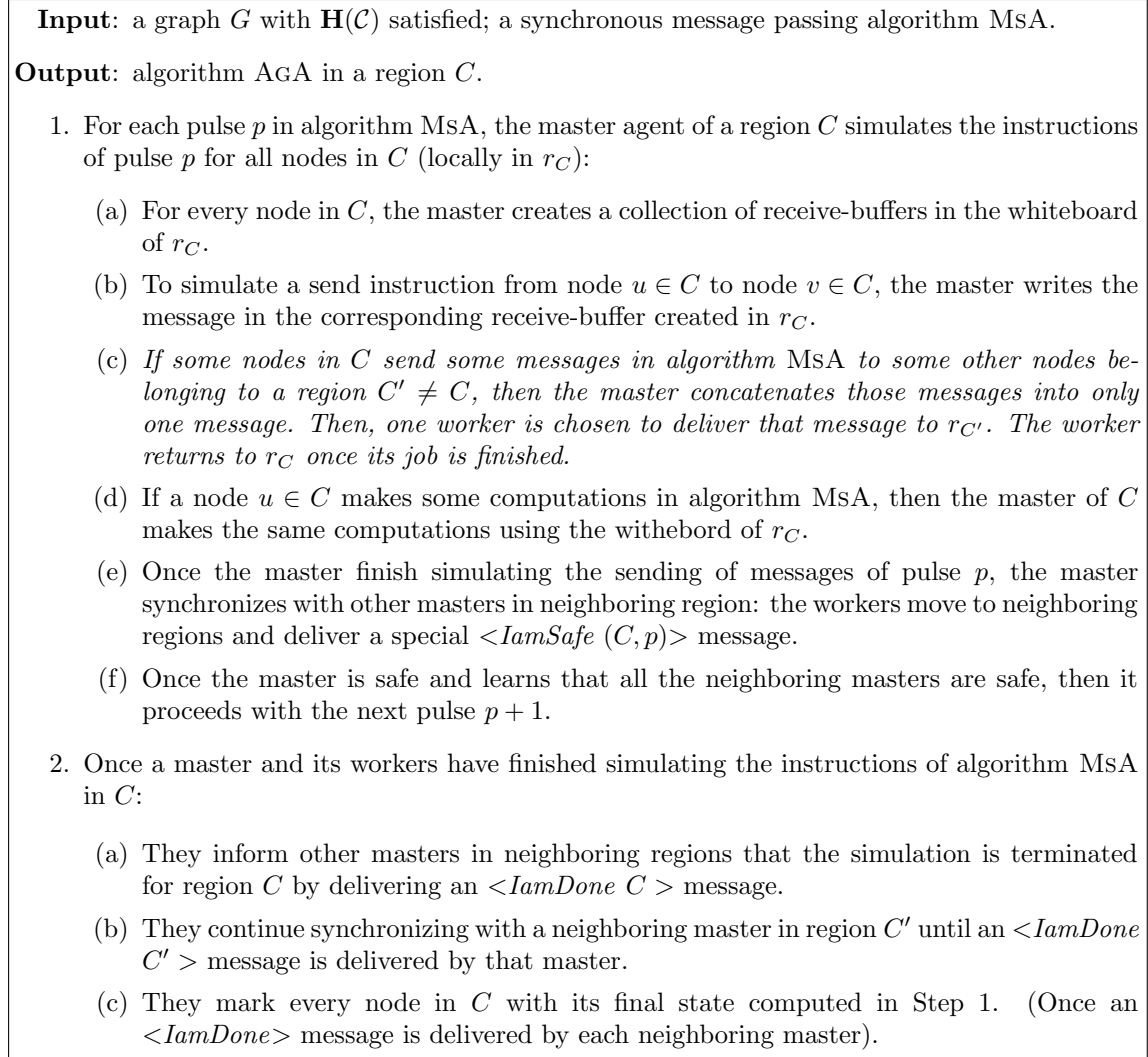 Input: a graph G with H(C) satisfied; a synchronous message passing algorithm MsA.
Output: algorithm AGA in a region C.
1. For each pulse p in algorithm MsA, the master agent of a region C simulates the instructions
of pulse p for all nodes in C (locally in r_C):
(a) For every node in C, the master creates a collection of receive-buffers in the whiteboard
of r_C.
(b) To simulate a send instruction from node u ∈ C to node v ∈ C, the master writes the
message in the corresponding receive-buffer created in r_C.
(c) If some nodes in C send some messages in algorithm MsA to some other nodes be-
longing to a region C′ ≠ C, then the master concatenates those messages into only
one message. Then, one worker is chosen to deliver that message to r_C′. The worker
returns to r_C once its job is finished.
(d) If a node u ∈ C makes some computations in algorithm MsA, then the master of C
makes the same computations using the withebord of r_C.
(e) Once the master finish simulating the sending of messages of pulse p, the master
synchronizes with other masters in neighboring region: the workers move to neighboring
regions and deliver a special <IamSafe (C, p)> message.
(f) Once the master is safe and learns that all the neighboring masters are safe, then it
proceeds with the next pulse p + 1.
2. Once a master and its workers have finished simulating the instructions of algorithm MsA
in C:
(a) They inform other masters in neighboring regions that the simulation is terminated
for region C by delivering an <IamDone C > message.
(b) They continue synchronizing with a neighboring master in region C′ until an <IamDone
C′ > message is delivered by that master.
(c) They mark every node in C with its final state computed in Step 1. (Once an
<IamDone> message is delivered by each neighboring master).